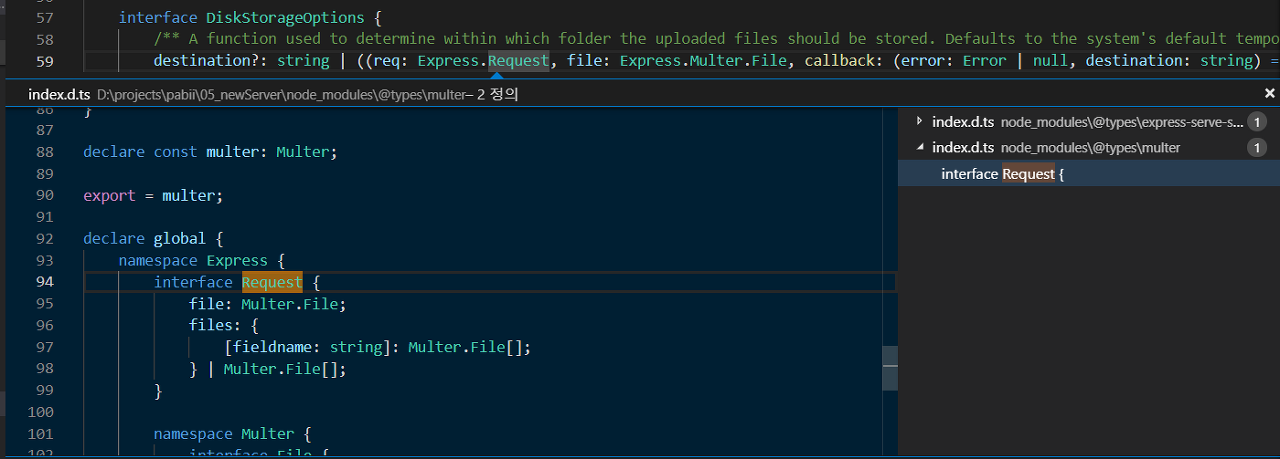 57 interface DiskStorageOptions {
58 /** A function used to determine within which folder the uploaded files should be stored. Defaults to the system's default tempo
59 destination?: string | ((req: Express.Request, file: Express.Multer.File, callback: (error: Error | null, destination: string) =
index.d.ts D:\projects\pabii\05_newServer\node_modules\@types\multer– 2 정의
86 }
87
88 declare const multer: Multer;
89
90 export = multer;
91
92 declare global {
93 namespace Express {
94 interface Request {
95 file: Multer.File;
96 files: {
97 [fieldname: string]: Multer.File[];
98 } | Multer.File[];
99 }
100
101 namespace Multer {
102 interface File {
index.d.ts node_modules\@types\express-serve-s... 1
index.d.ts node_modules\@types\multer 1
interface Request {